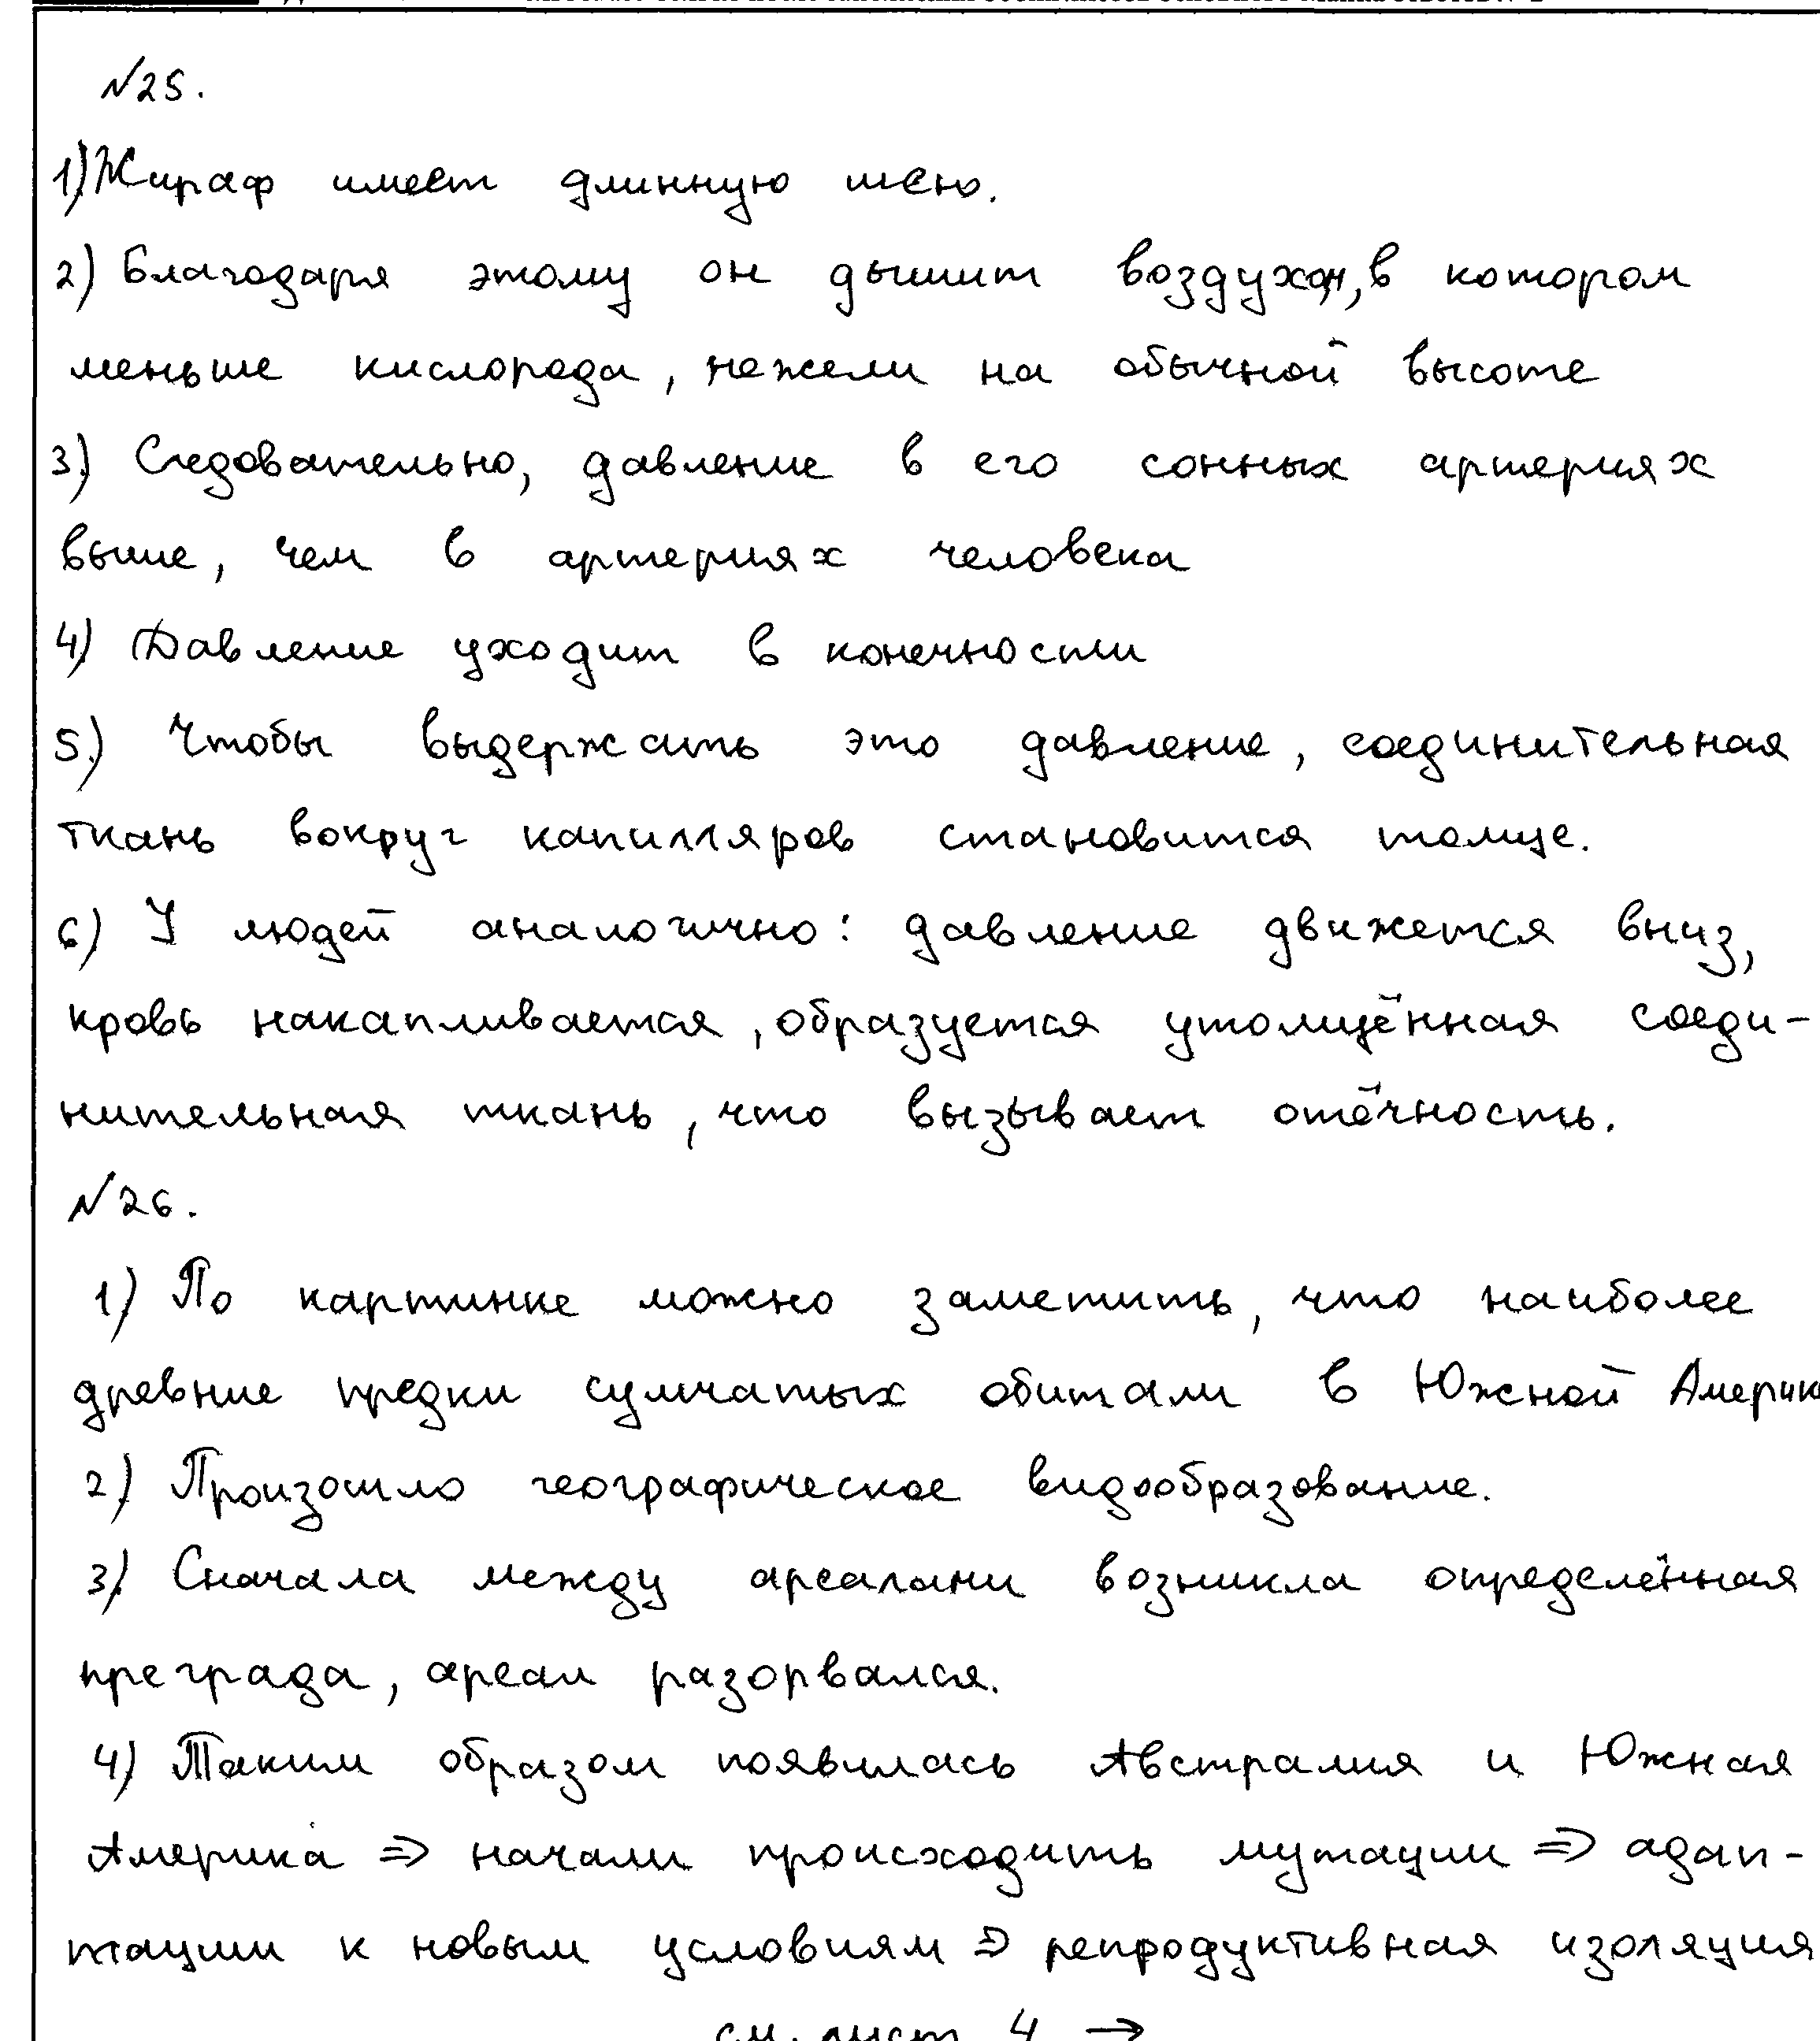 №25.
1) Жираф имеет длинную шею.
2) Благодаря этому он дышит воздухом, в котором
меньше кислорода, нежели на обычной высоте
3) Следовательно, давление в его сонных артериях
выше, чем в артериях человека
4) Давление уходит в конечности
5) Чтобы выдержать это давление, соединительная
ткань вокруг капилляров становится толще.
6) У людей аналогично: давление движется вниз,
кровь накапливается, образуется утолщённая соеди-
нительная ткань, что вызывает отёчность.
№26.
1) По картинке можно заметить, что наиболее
древние предки сумчатых обитали в Южной Америке
2) Произошло географическое видообразование.
3) Сначала между ареалами возникла определённая
преграда, ареал разорвался.
4) Таким образом появилась Австралия и Южная
Америка => начали происходить мутации => адап-
тации к новым условиям => репродуктивная изоляция
см. лист 4 →